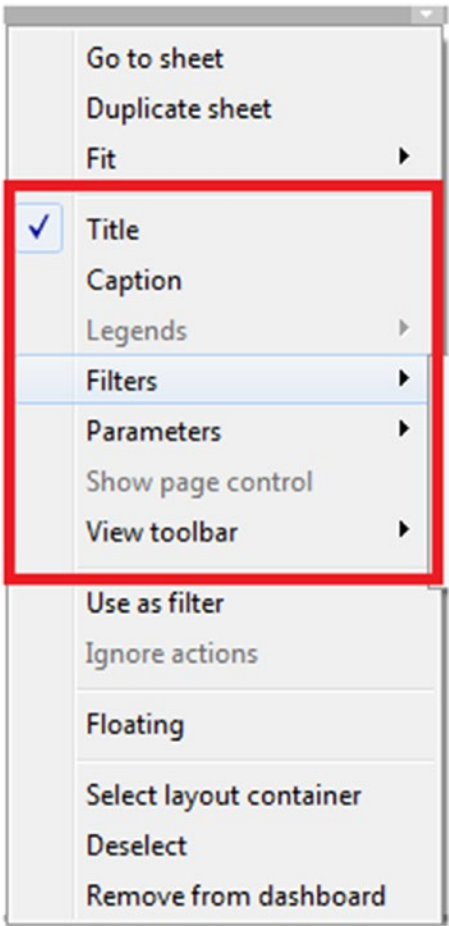 Go to sheet
Duplicate sheet
Fit
Title
Caption
Legends
Filters
Parameters
Show page control
View toolbar
Use as filter
Ignore actions
Floating
Select layout container
Deselect
Remove from dashboard